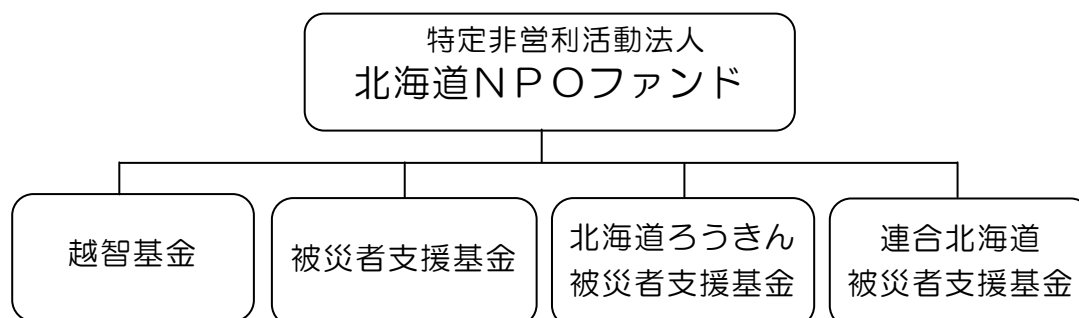 特定非営利活動法人
北海道ＮＰＯファンド
越智基金
被災者支援基金
北海道ろうきん
被災者支援基金
連合北海道
被災者支援基金